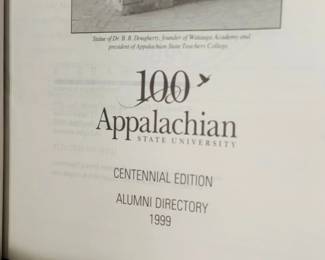 Statue of Dr. B. B. Dougherty, founder of Watauga Academy and
president of Appalachian State Teachers College.
100
Appalachian
STATE UNIVERSITY
CENTENNIAL EDITION
ALUMNI DIRECTORY
1999